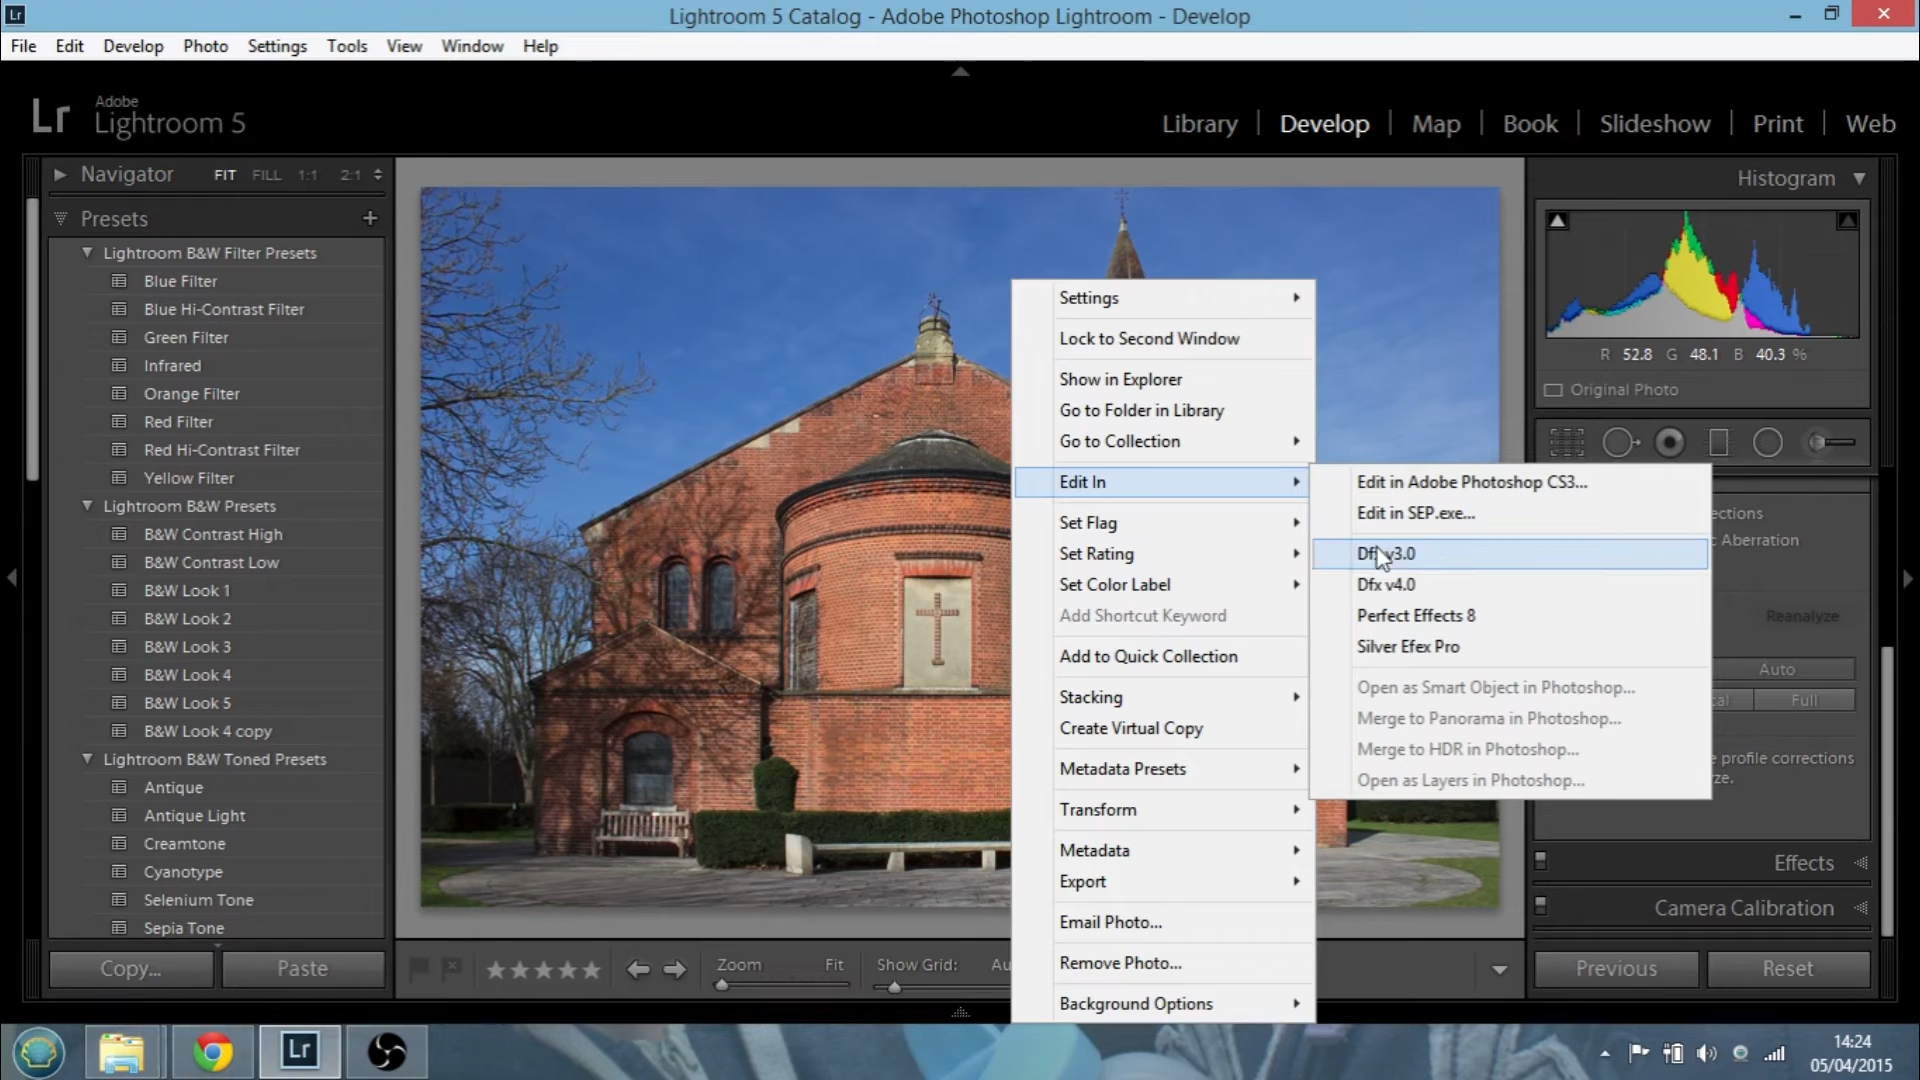 Lr
Lightroom 5 Catalog - Adobe Photoshop Lightroom - Develop
File Edit Develop Photo Settings Tools View Window Help
Lr Adobe
Lightroom 5
Library | Develop | Map | Book | Slideshow | Print | Web
Navigator FIT FILL 1:1 2:1
Presets +
Lightroom B&W Filter Presets
Blue Filter
Blue Hi-Contrast Filter
Green Filter
Infrared
Orange Filter
Red Filter
Red Hi-Contrast Filter
Yellow Filter
Lightroom B&W Presets
B&W Contrast High
B&W Contrast Low
B&W Look 1
B&W Look 2
B&W Look 3
B&W Look 4
B&W Look 5
B&W Look 4 copy
Lightroom B&W Toned Presets
Antique
Antique Light
Creamtone
Cyanotype
Selenium Tone
Sepia Tone
Copy... Paste
Zoom Fit Show Grid: Au
Settings
Lock to Second Window
Show in Explorer
Go to Folder in Library
Go to Collection
Edit In
Set Flag
Set Rating
Set Color Label
Add Shortcut Keyword
Add to Quick Collection
Stacking
Create Virtual Copy
Metadata Presets
Transform
Metadata
Export
Email Photo...
Remove Photo...
Background Options
Edit in Adobe Photoshop CS3...
Edit in SEP.exe...
Dfx v3.0
Dfx v4.0
Perfect Effects 8
Silver Efex Pro
Open as Smart Object in Photoshop...
Merge to Panorama in Photoshop...
Merge to HDR in Photoshop...
Open as Layers in Photoshop...
Histogram
R 52.8 G 48.1 B 40.3 %
Original Photo
ections
c Aberration
Reanalyze
Auto
cal Full
e profile corrections
ze.
Effects
Camera Calibration
Previous Reset
Lr
14:24
05/04/2015